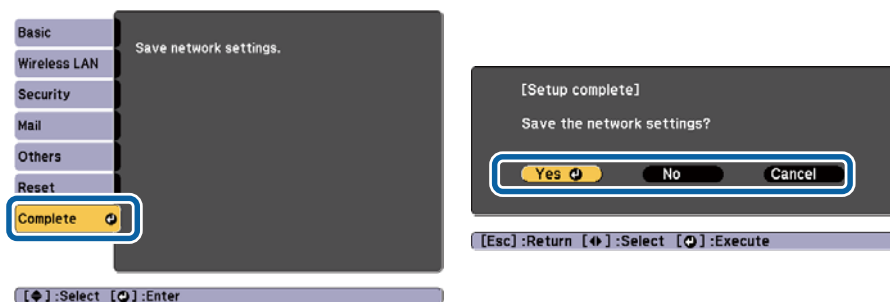 Basic
Wireless LAN
Security
Mail
Others
Reset
Complete
Save network settings.
[ ] :Select [ ] :Enter
[Setup complete]
Save the network settings?
Yes No Cancel
[Esc] :Return [ ] :Select [ ] :Execute